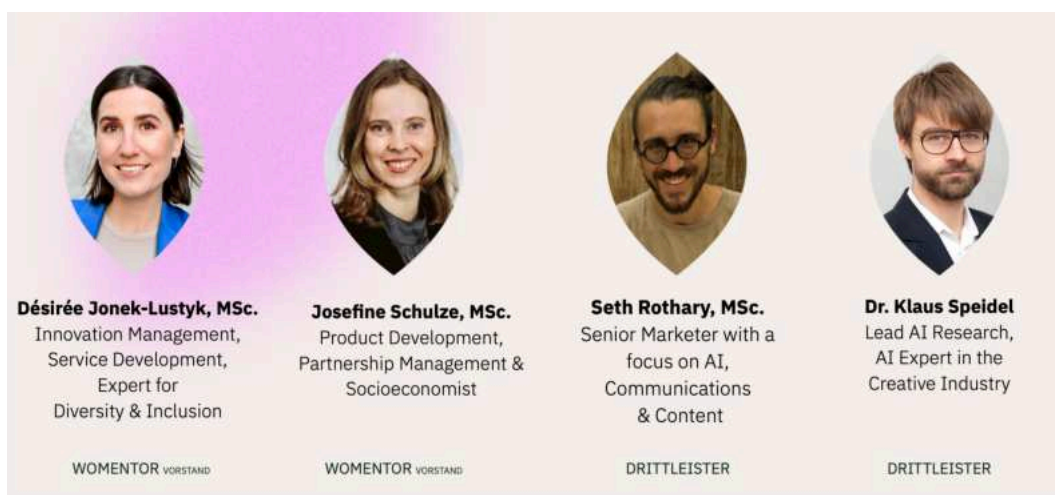 Désirée Jonek-Lustyk, MSc.
Innovation Management,
Service Development,
Expert for
Diversity & Inclusion
WOMENTOR VORSTAND
Josefine Schulze, MSc.
Product Development,
Partnership Management &
Socioeconomist
WOMENTOR VORSTAND
Seth Rothary, MSc.
Senior Marketer with a
focus on AI,
Communications
& Content
DRITTLEISTER
Dr. Klaus Speidel
Lead AI Research,
AI Expert in the
Creative Industry
DRITTLEISTER